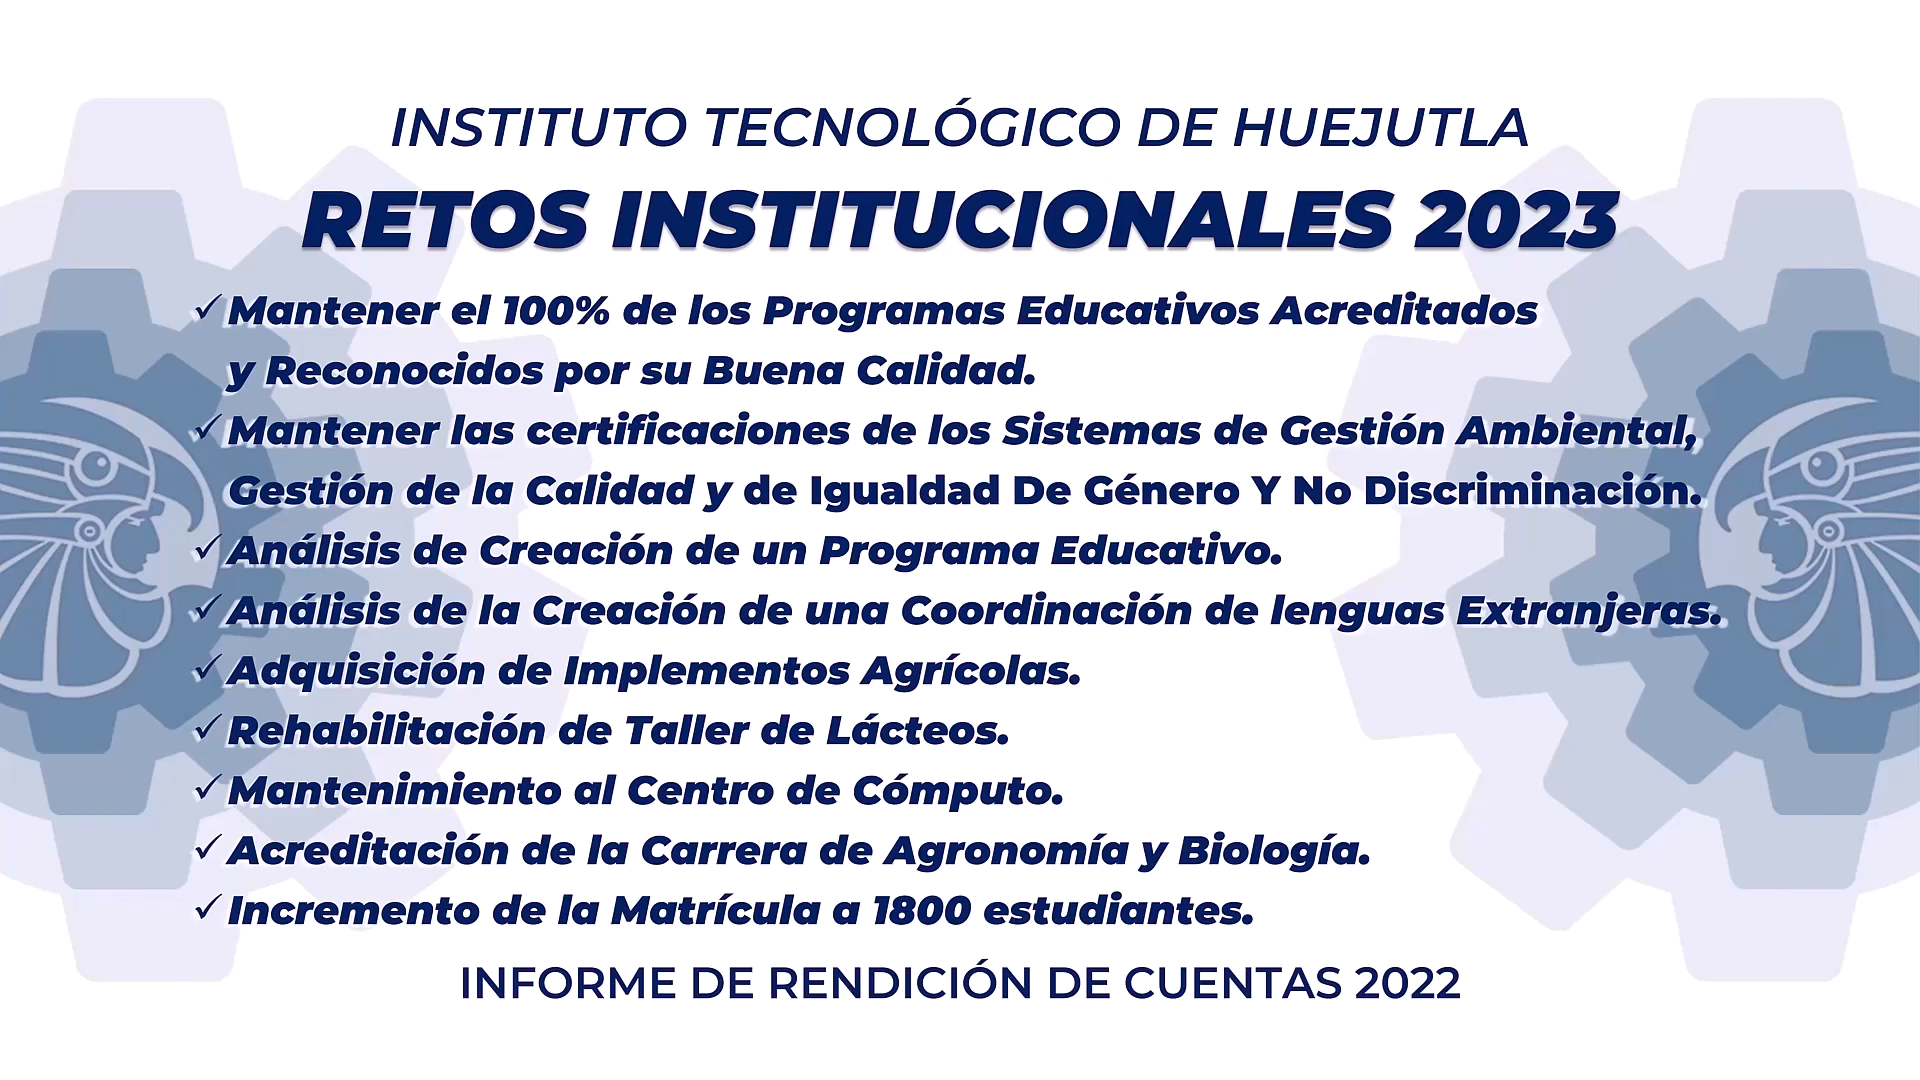 INSTITUTO TECNOLÓGICO DE HUEJUTLA
RETOS INSTITUCIONALES 2023
✓Mantener el 100% de los Programas Educativos Acreditados
y Reconocidos por su Buena Calidad.
✓Mantener las certificaciones de los Sistemas de Gestión Ambiental,
Gestión de la Calidad y de Igualdad De Género Y No Discriminación.
✓Análisis de Creación de un Programa Educativo.
✓Análisis de la Creación de una Coordinación de lenguas Extranjeras.
✓Adquisición de Implementos Agrícolas.
✓Rehabilitación de Taller de Lácteos.
✓Mantenimiento al Centro de Cómputo.
✓Acreditación de la Carrera de Agronomía y Biología.
✓Incremento de la Matrícula a 1800 estudiantes.
INFORME DE RENDICIÓN DE CUENTAS 2022